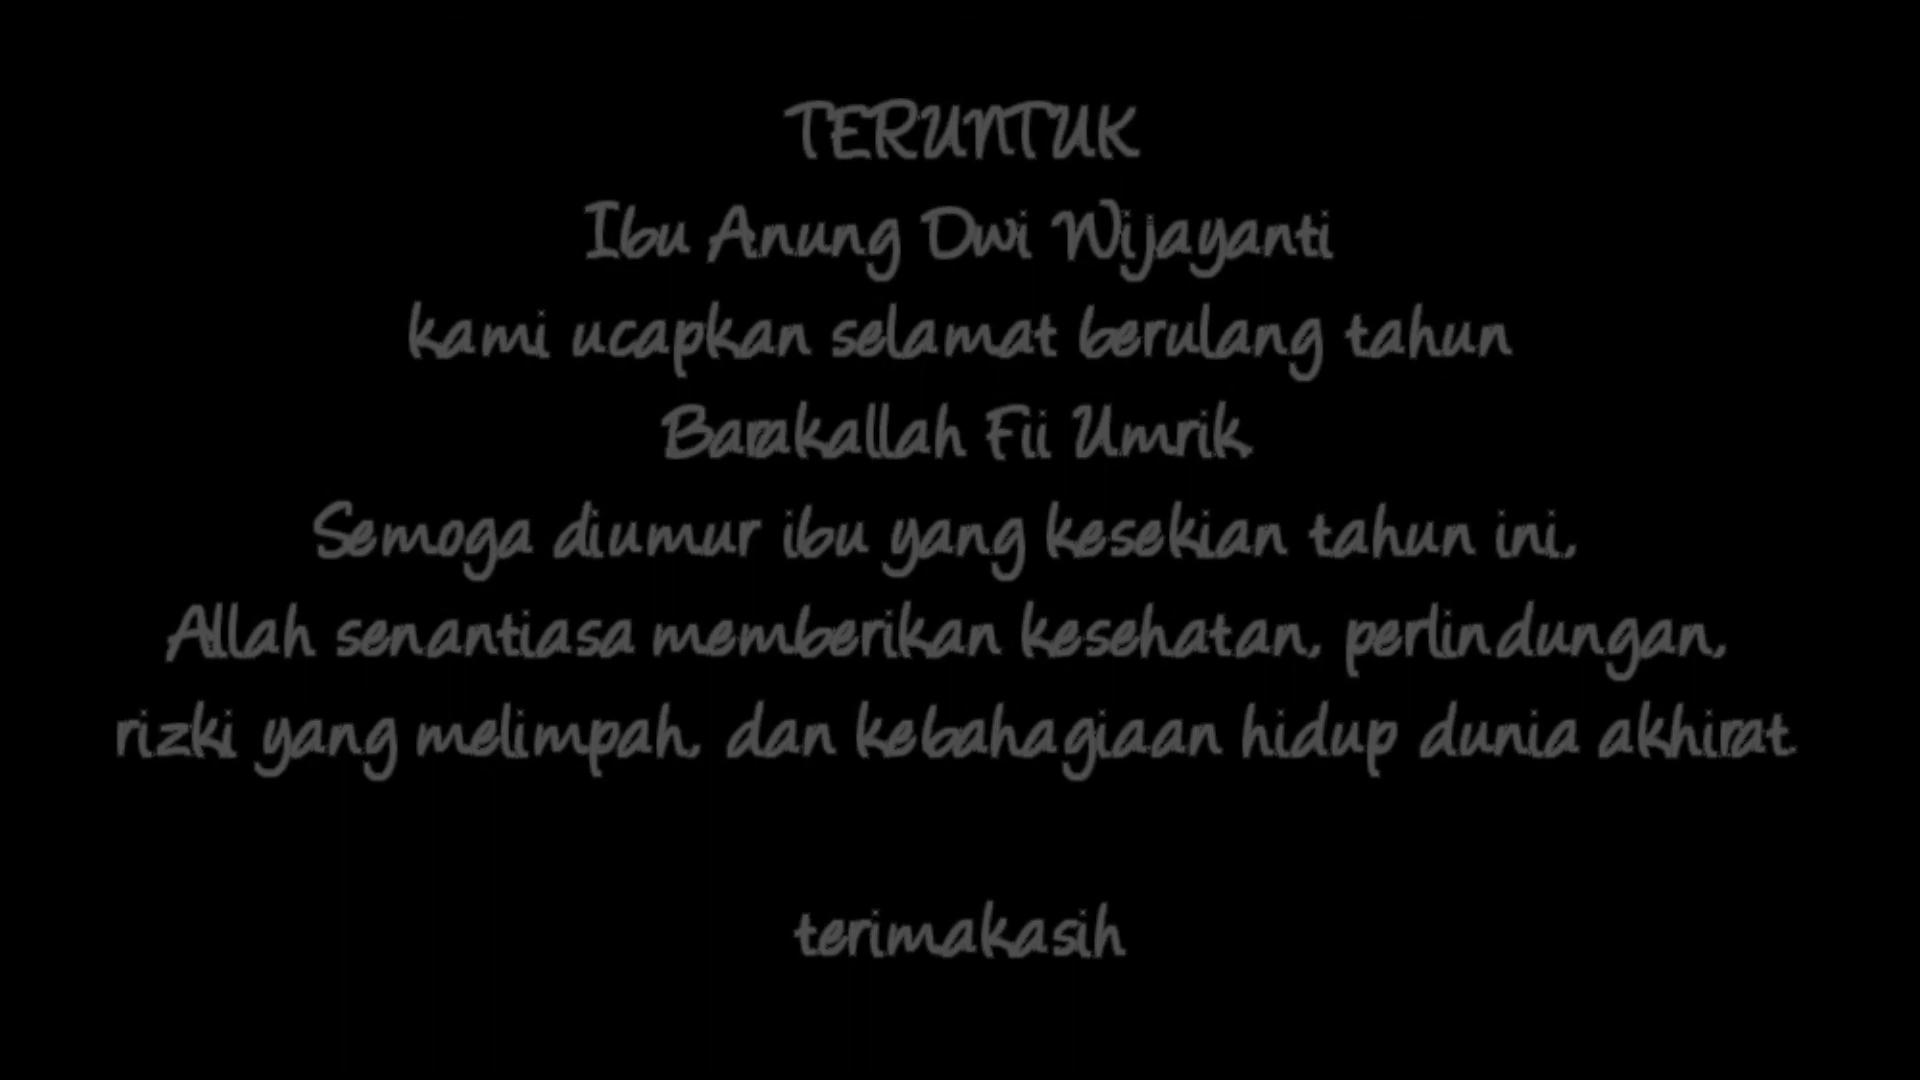 TERUNTUK
Ibu Anung Dwi Wijayanti
kami ucapkan selamat berulang tahun
Barakallah Fii Umrik
Semoga diumur ibu yang kesekian tahun ini,
Allah senantiasa memberikan kesehatan, perlindungan,
rizki yang melimpah, dan kebahagiaan hidup dunia akhirat.
terimakasih